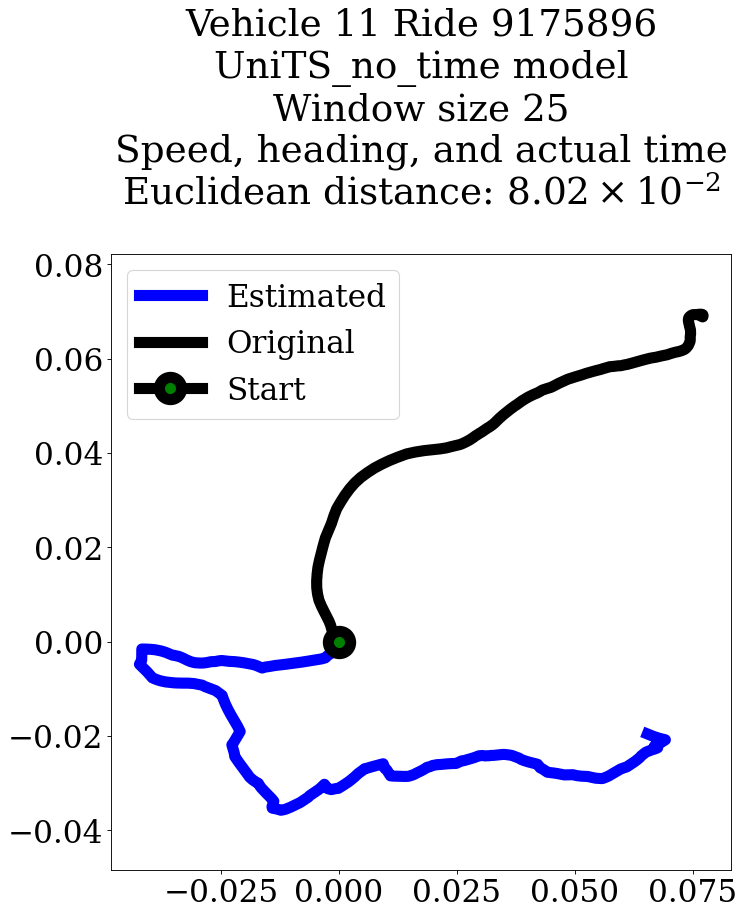 Vehicle 11 Ride 9175896
UniTS_no_time model
Window size 25
Speed, heading, and actual time
Euclidean distance: 8.02 × 10⁻²
0.08
Estimated
Original
0.06
Start
0.04
0.02
0.00
−0.02
−0.04
−0.025 0.000 0.025 0.050 0.075